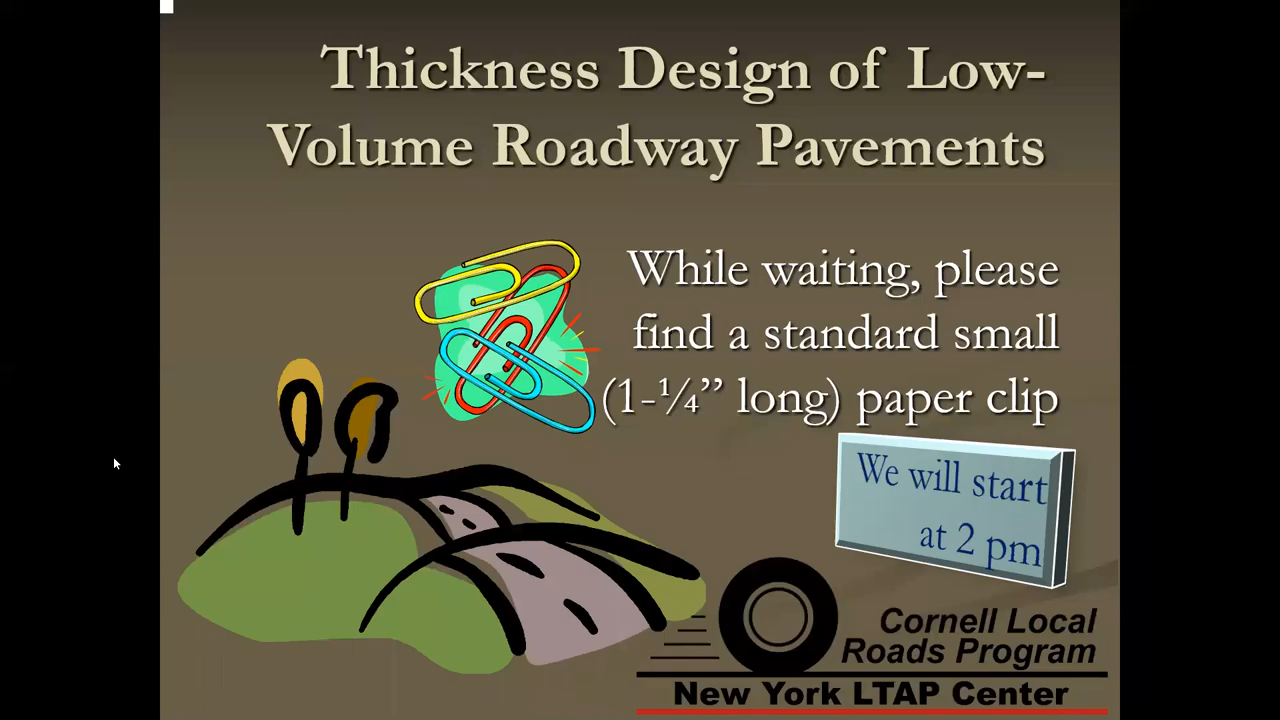 Thickness Design of Low-
Volume Roadway Pavements
While waiting, please
find a standard small
(1-¼” long) paper clip
We will start
at 2 pm
Cornell Local
Roads Program
New York LTAP Center